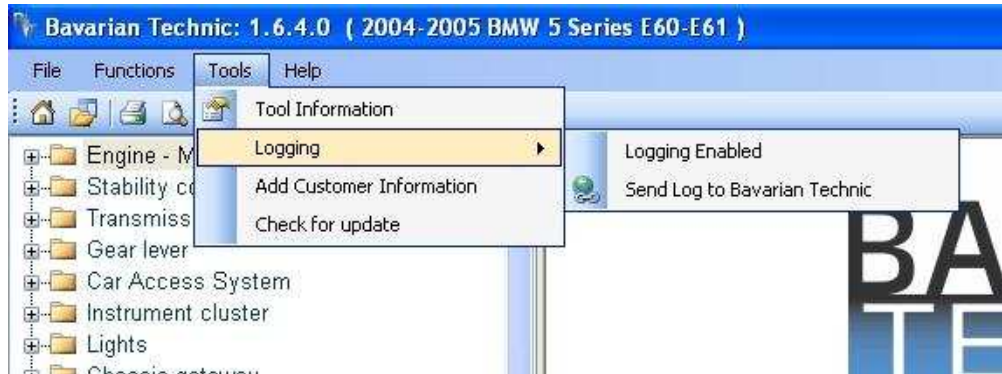 Bavarian Technic: 1.6.4.0 ( 2004-2005 BMW 5 Series E60-E61 )
File Functions Tools Help
Tool Information
Logging
Add Customer Information
Check for update
Logging Enabled
Send Log to Bavarian Technic
Engine - M
Stability co
Transmiss
Gear lever
Car Access System
Instrument cluster
Lights
Chassis gateway
BA
TE